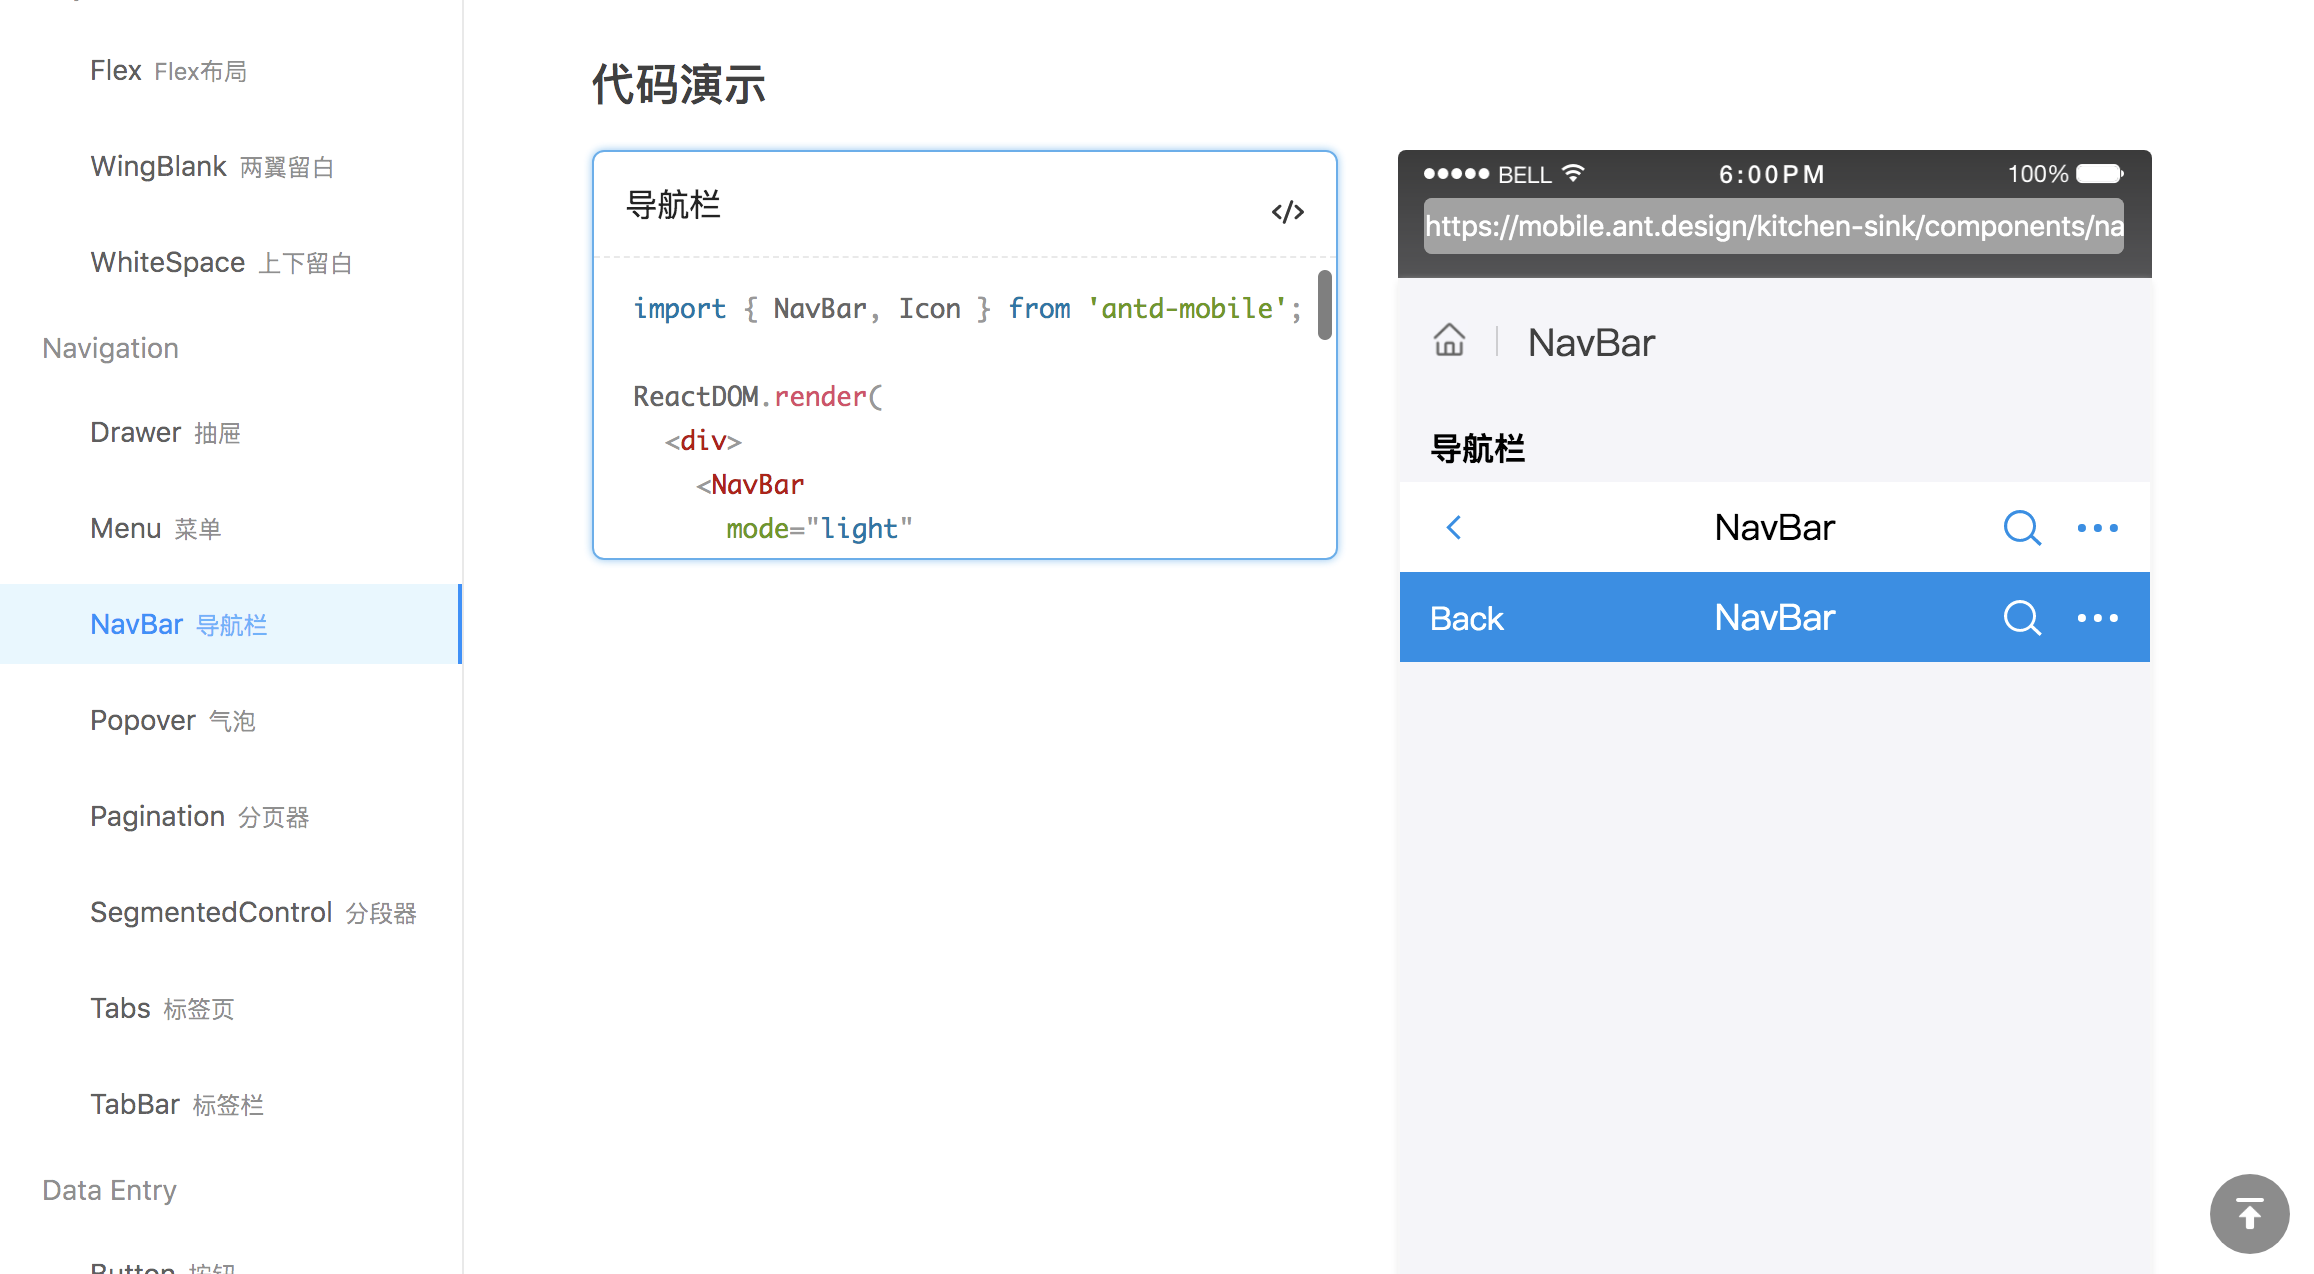 Flex Flex布局
WingBlank 两翼留白
WhiteSpace 上下留白
Navigation
Drawer 抽屉
Menu 菜单
NavBar 导航栏
Popover 气泡
Pagination 分页器
SegmentedControl 分段器
Tabs 标签页
TabBar 标签栏
Data Entry
Button 按钮
代码演示
导航栏
</>
import { NavBar, Icon } from 'antd-mobile';
ReactDOM.render(
<div>
<NavBar
mode="light"
BELL 6:00PM 100%
https://mobile.ant.design/kitchen-sink/components/na
NavBar
导航栏
NavBar
Back NavBar